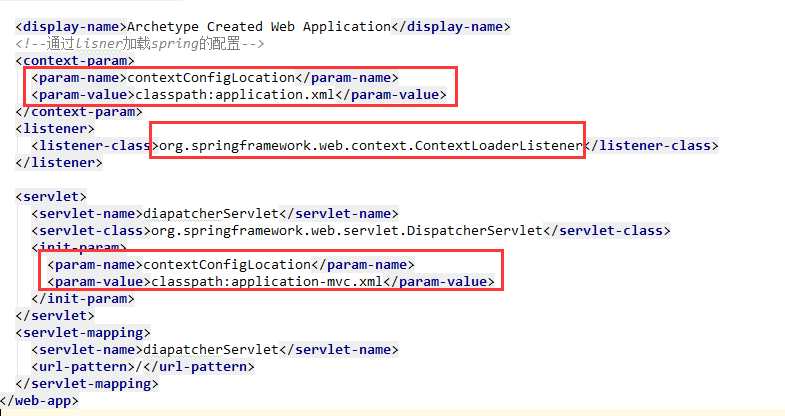 <display-name>Archetype Created Web Application</display-name>
<!--通过lisner加载spring的配置-->
<context-param>
<param-name>contextConfigLocation</param-name>
<param-value>classpath:application.xml</param-value>
</context-param>
<listener>
<listener-class>org.springframework.web.context.ContextLoaderListener</listener-class>
</listener>
<servlet>
<servlet-name>diapatcherServlet</servlet-name>
<servlet-class>org.springframework.web.servlet.DispatcherServlet</servlet-class>
<init-param>
<param-name>contextConfigLocation</param-name>
<param-value>classpath:application-mvc.xml</param-value>
</init-param>
</servlet>
<servlet-mapping>
<servlet-name>diapatcherServlet</servlet-name>
<url-pattern>/</url-pattern>
</servlet-mapping>
</web-app>